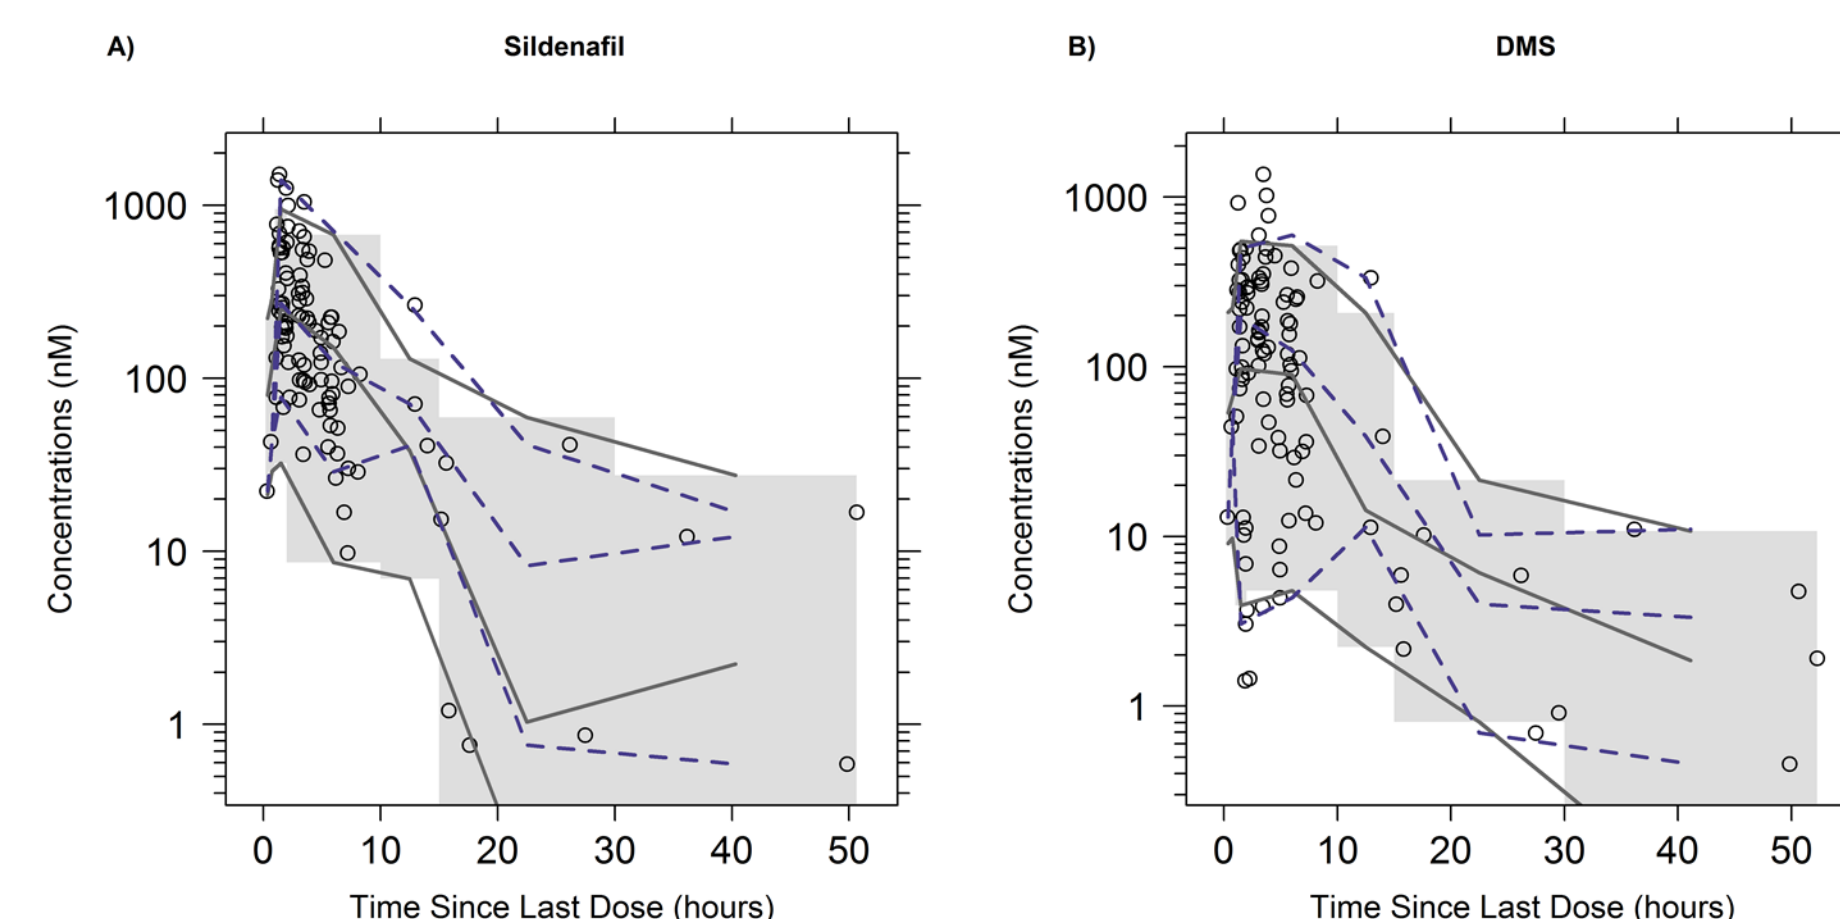 A) Sildenafil
1000
100
10
1
Concentrations (nM)
0 10 20 30 40 50
Time Since Last Dose (hours)
B) DMS
1000
100
10
1
Concentrations (nM)
0 10 20 30 40 50
Time Since Last Dose (hours)